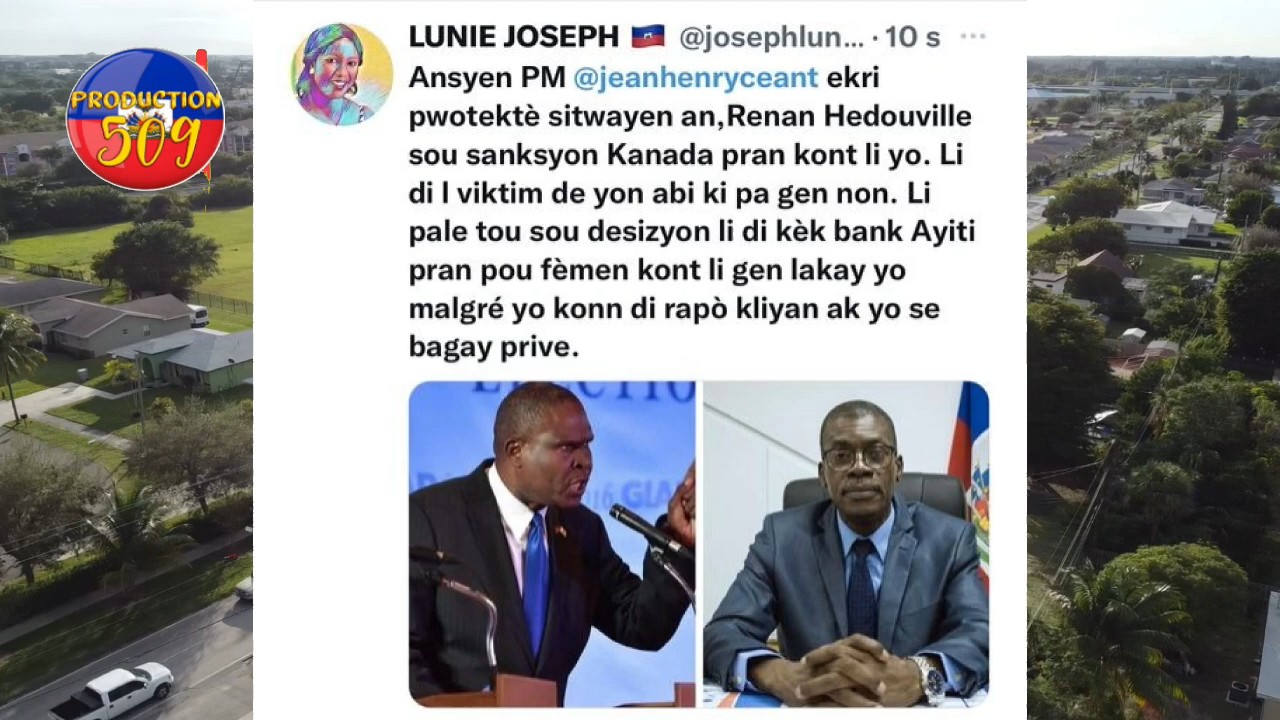 PRODUCTION
509
LUNIE JOSEPH @josephlun... · 10 s ...
Ansyen PM @jeanhenryceant ekri
pwotektè sitwayen an,Renan Hedouville
sou sanksyon Kanada pran kont li yo. Li
di l viktim de yon abi ki pa gen non. Li
pale tou sou desizyon li di kèk bank Ayiti
pran pou fèmen kont li gen lakay yo
malgré yo konn di rapò kliyan ak yo se
bagay prive.